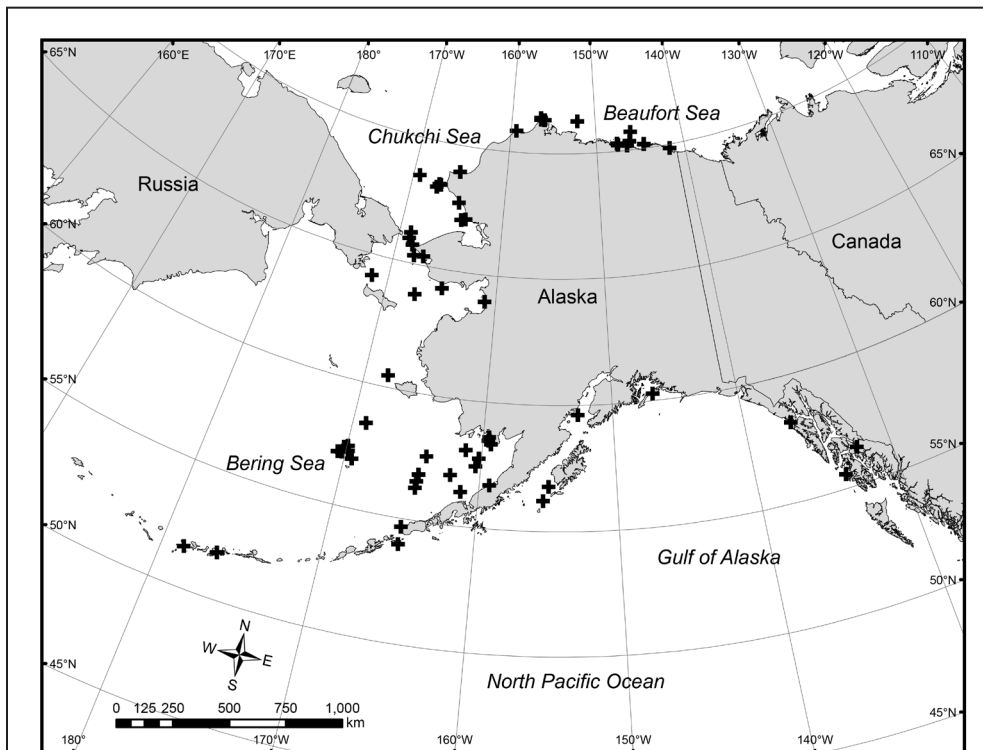 160°E 170°E 180° 170°W 160°W 150°W 140°W 130°W 120°W 110°W
65°N
Beaufort Sea
Chukchi Sea
65°N
Russia
60°N
Canada
Alaska
60°N
55°N
55°N
Bering Sea
50°N
Gulf of Alaska
50°N
N
W E
S
45°N
North Pacific Ocean
0 125 250 500 750 1,000
km
45°N
180° 170°W 160°W 150°W 140°W